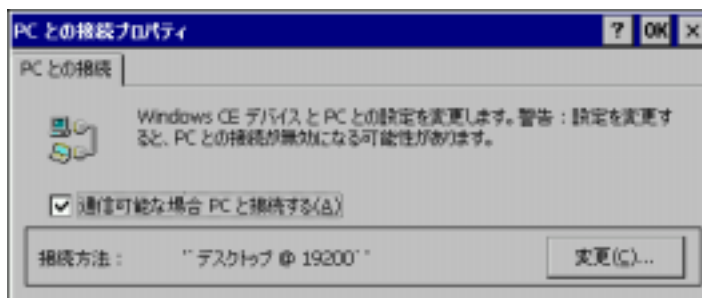 PC との接続プロパティ ? OK ×
PC との接続
Windows CE デバイスと PC との設定を変更します。警告：設定を変更す
ると、PC との接続が無効になる可能性があります。
通信可能な場合 PC と接続する(A)
接続方法： ``デスクトップ @ 19200`` 変更(C)...